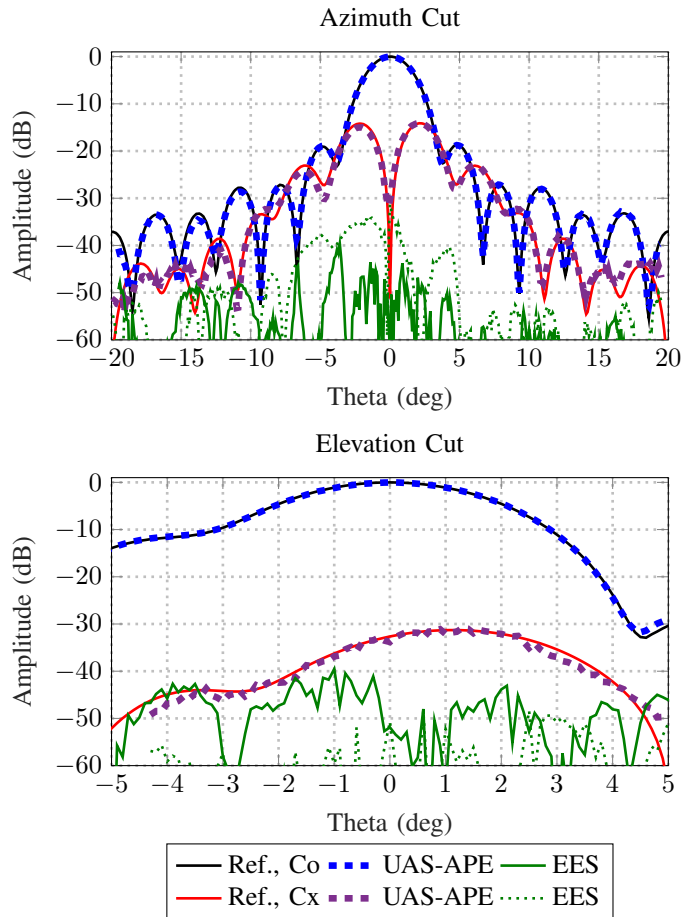 Azimuth Cut
0
−10
−20
−30
−40
−50
−60
Amplitude (dB)
−20 −15 −10 −5 0 5 10 15 20
Theta (deg)
Elevation Cut
0
−10
−20
−30
−40
−50
−60
Amplitude (dB)
−5 −4 −3 −2 −1 0 1 2 3 4 5
Theta (deg)
Ref., Co UAS-APE EES
Ref., Cx UAS-APE EES